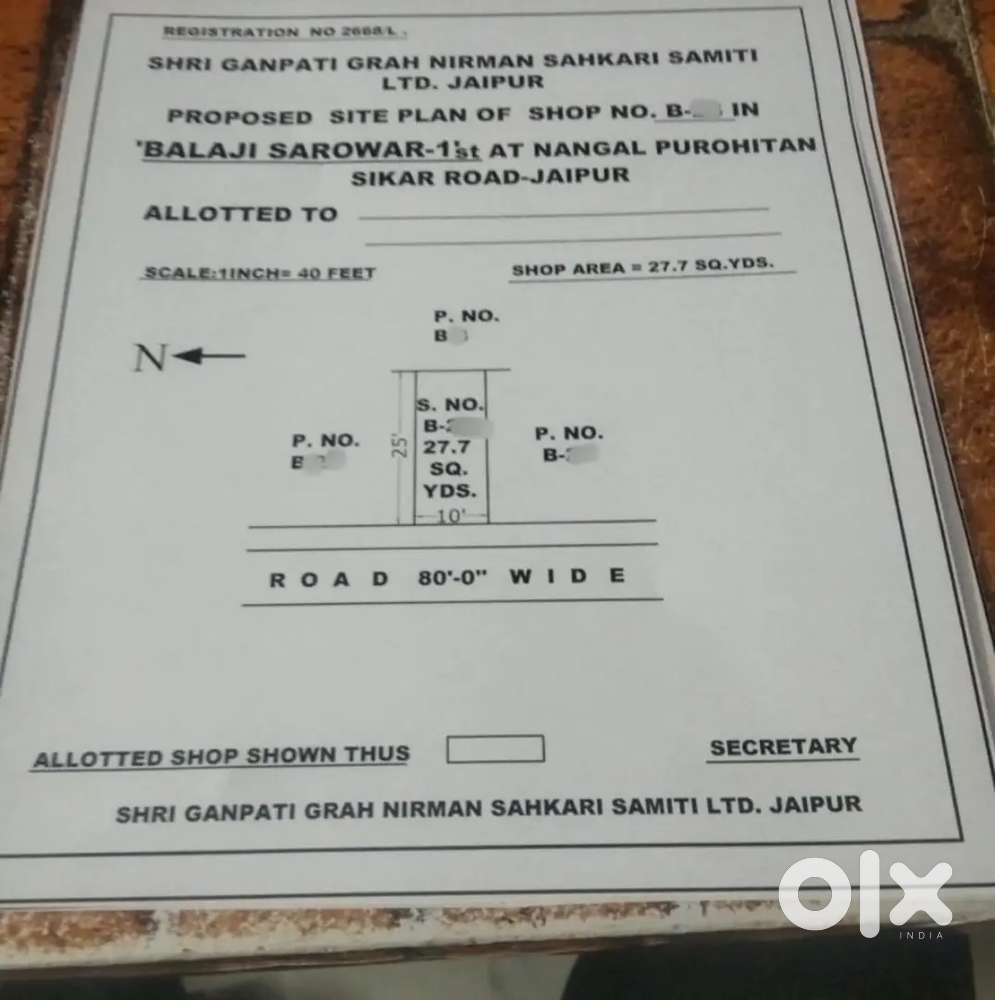 REGISTRATION NO 2668/L.
SHRI GANPATI GRAH NIRMAN SAHKARI SAMITI
LTD. JAIPUR
PROPOSED SITE PLAN OF SHOP NO. B- IN
'BALAJI SAROWAR-1'st AT NANGAL PUROHITAN
SIKAR ROAD-JAIPUR
ALLOTTED TO
SCALE:1INCH= 40 FEET
SHOP AREA = 27.7 SQ.YDS.
P. NO.
B
N
S. NO.
B-
27.7
SQ.
YDS.
25'
10'
P. NO.
B
P. NO.
B-
ROAD 80'-0" WIDE
ALLOTTED SHOP SHOWN THUS
SECRETARY
SHRI GANPATI GRAH NIRMAN SAHKARI SAMITI LTD. JAIPUR
olx
INDIA